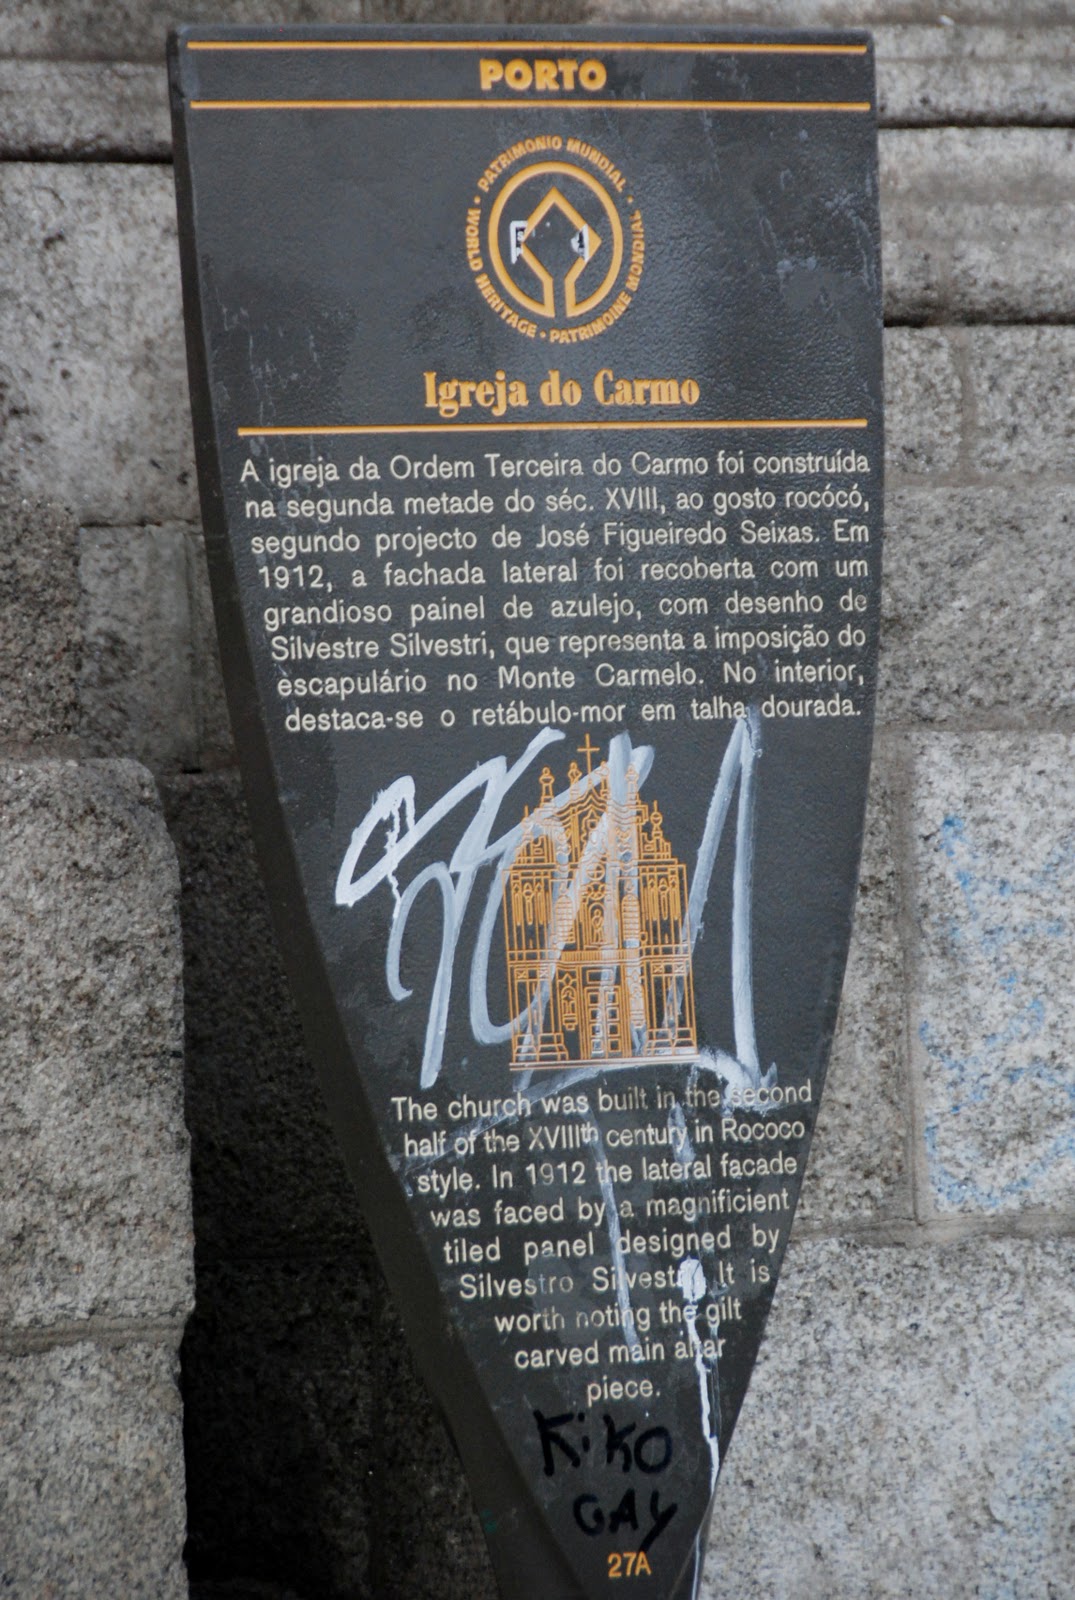 PORTO
PATRIMONIO MUNDIAL • WORLD HERITAGE • PATRIMOINE MONDIAL •
Igreja do Carmo
A igreja da Ordem Terceira do Carmo foi construída
na segunda metade do séc. XVIII, ao gosto rocócó,
segundo projecto de José Figueiredo Seixas. Em
1912, a fachada lateral foi recoberta com um
grandioso painel de azulejo, com desenho de
Silvestre Silvestri, que representa a imposição do
escapulário no Monte Carmelo. No interior,
destaca-se o retábulo-mor em talha dourada.
The church was built in the second
half of the XVIIIth century in Rococo
style. In 1912 the lateral facade
was faced by a magnificient
tiled panel designed by
Silvestro Silvestri. It is
worth noting the gilt
carved main altar
piece.
KiKO
GAY
27A